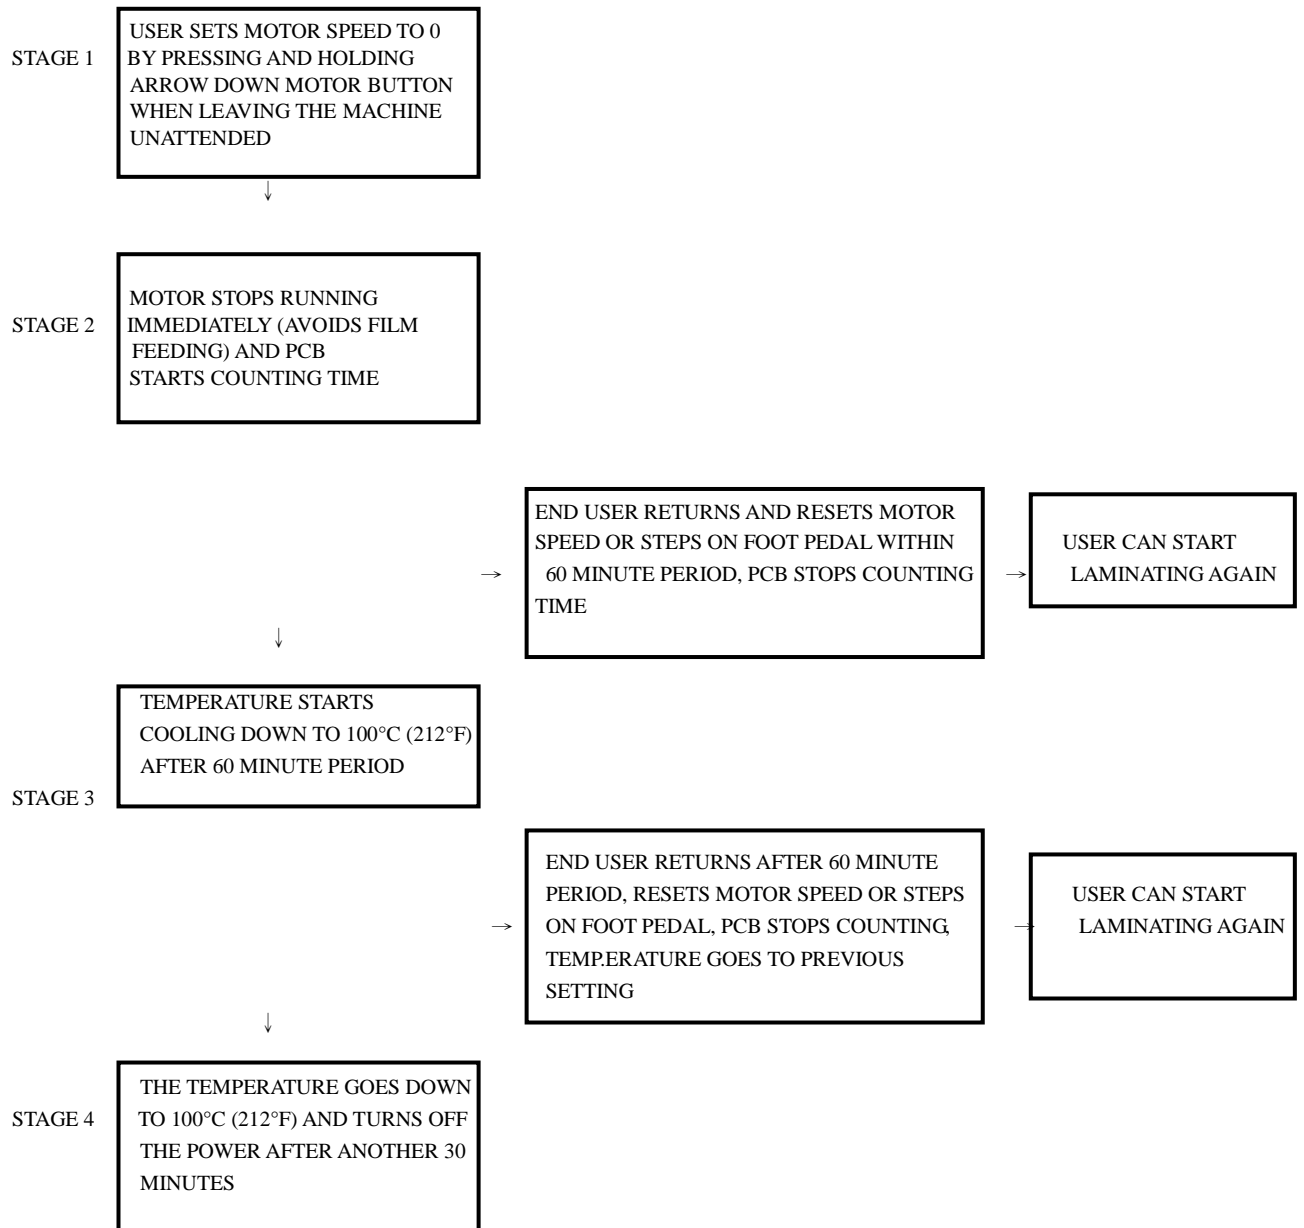 STAGE 1
USER SETS MOTOR SPEED TO 0
BY PRESSING AND HOLDING
ARROW DOWN MOTOR BUTTON
WHEN LEAVING THE MACHINE
UNATTENDED
↓
STAGE 2
MOTOR STOPS RUNNING
IMMEDIATELY (AVOIDS FILM
FEEDING) AND PCB
STARTS COUNTING TIME
→
END USER RETURNS AND RESETS MOTOR
SPEED OR STEPS ON FOOT PEDAL WITHIN
60 MINUTE PERIOD, PCB STOPS COUNTING
TIME
→
USER CAN START
LAMINATING AGAIN
↓
STAGE 3
TEMPERATURE STARTS
COOLING DOWN TO 100°C (212°F)
AFTER 60 MINUTE PERIOD
→
END USER RETURNS AFTER 60 MINUTE
PERIOD, RESETS MOTOR SPEED OR STEPS
ON FOOT PEDAL, PCB STOPS COUNTING,
TEMP.ERATURE GOES TO PREVIOUS
SETTING
→
USER CAN START
LAMINATING AGAIN
↓
STAGE 4
THE TEMPERATURE GOES DOWN
TO 100°C (212°F) AND TURNS OFF
THE POWER AFTER ANOTHER 30
MINUTES